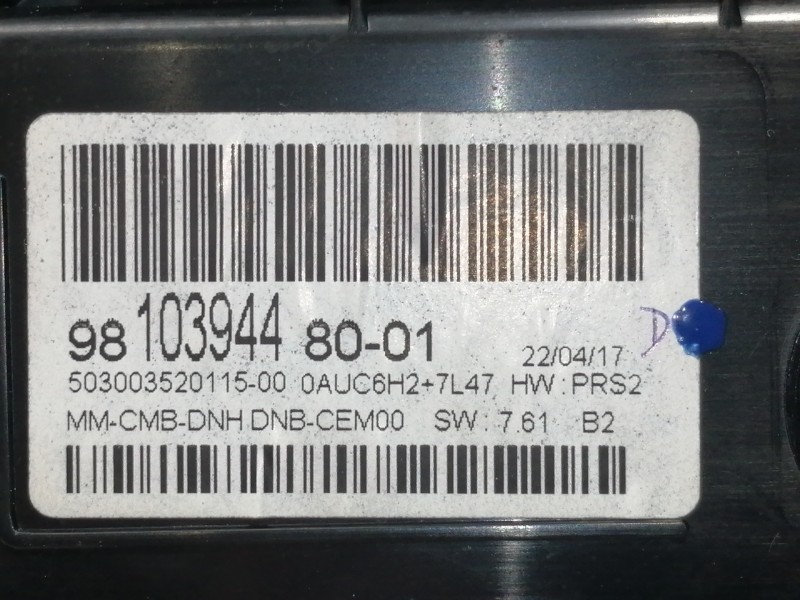 98 103944 80-01 22/04/17 D
503003520115-00 0AUC6H2+7L47 HW : PRS2
MM-CMB-DNH DNB-CEM00 SW : 7.61 B2